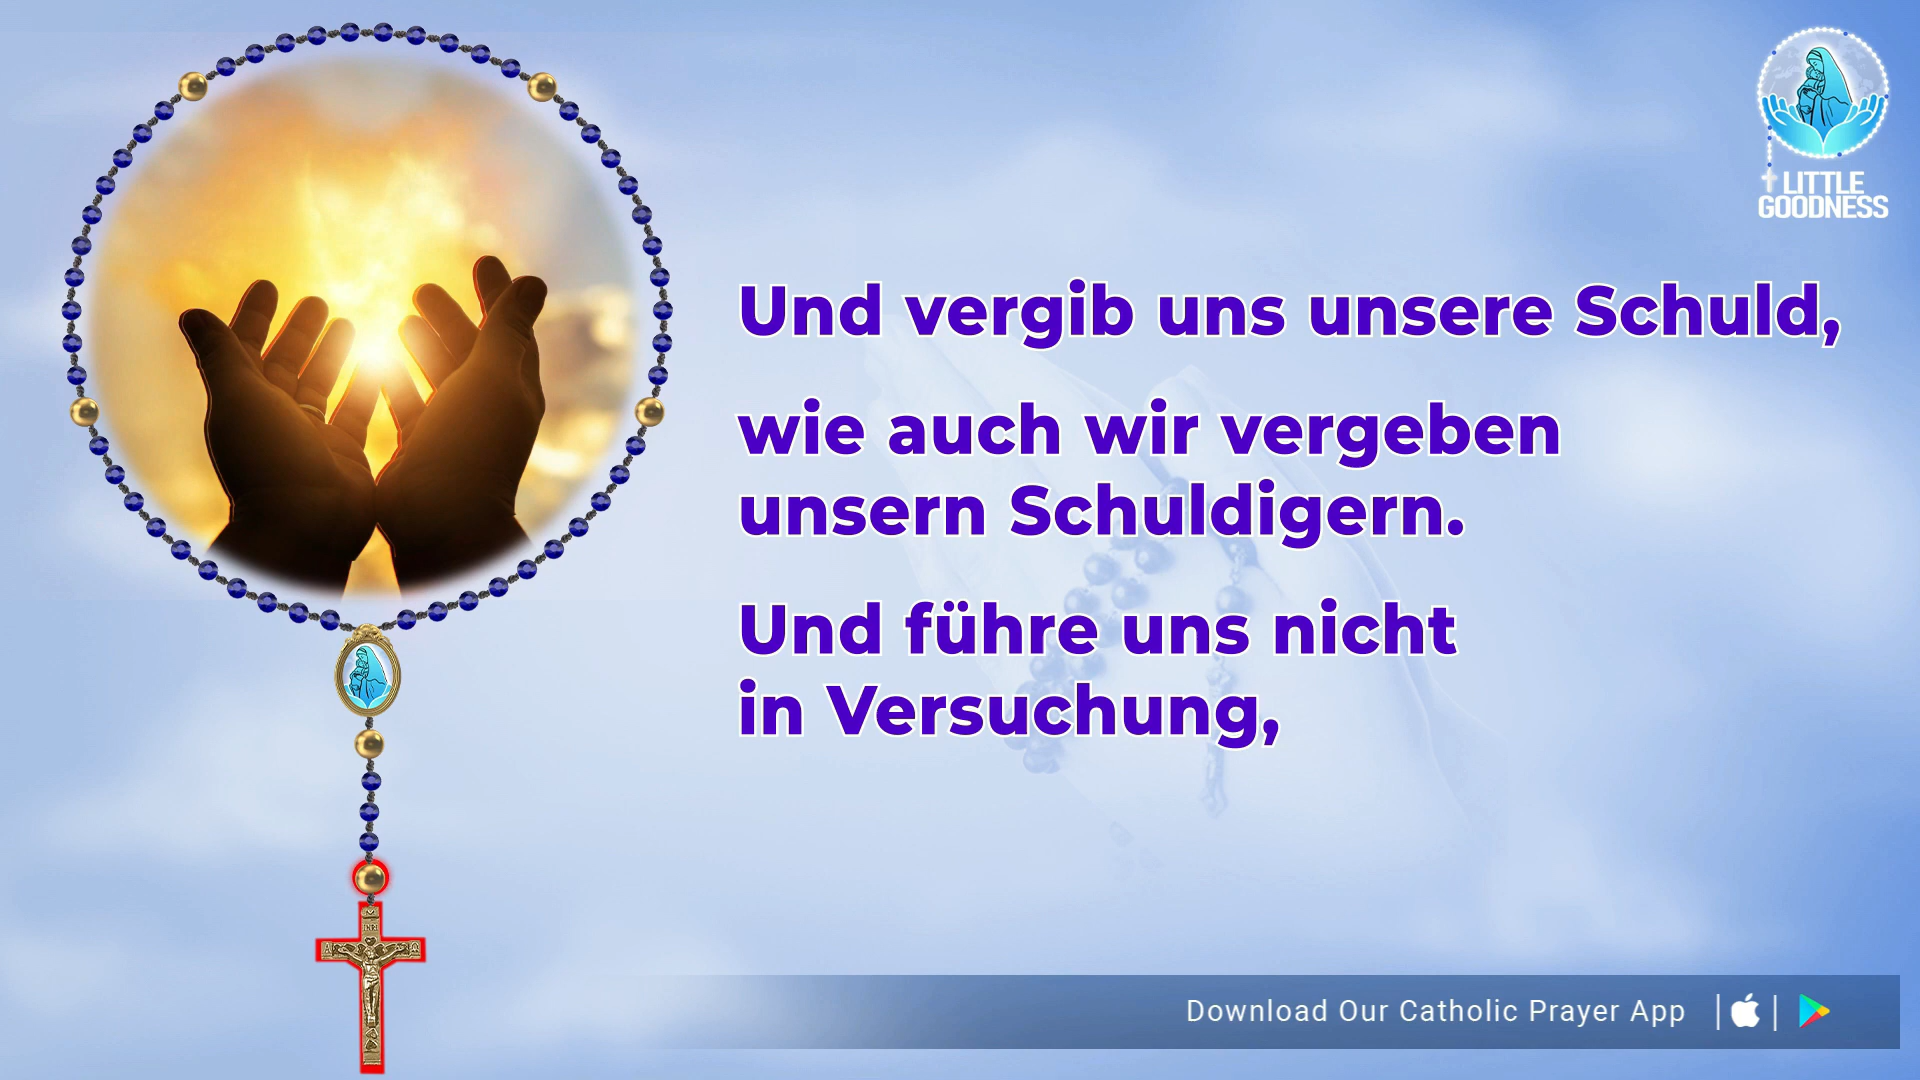 LITTLE
GOODNESS
Und vergib uns unsere Schuld,
wie auch wir vergeben
unsern Schuldigern.
Und führe uns nicht
in Versuchung,
INRI
Download Our Catholic Prayer App